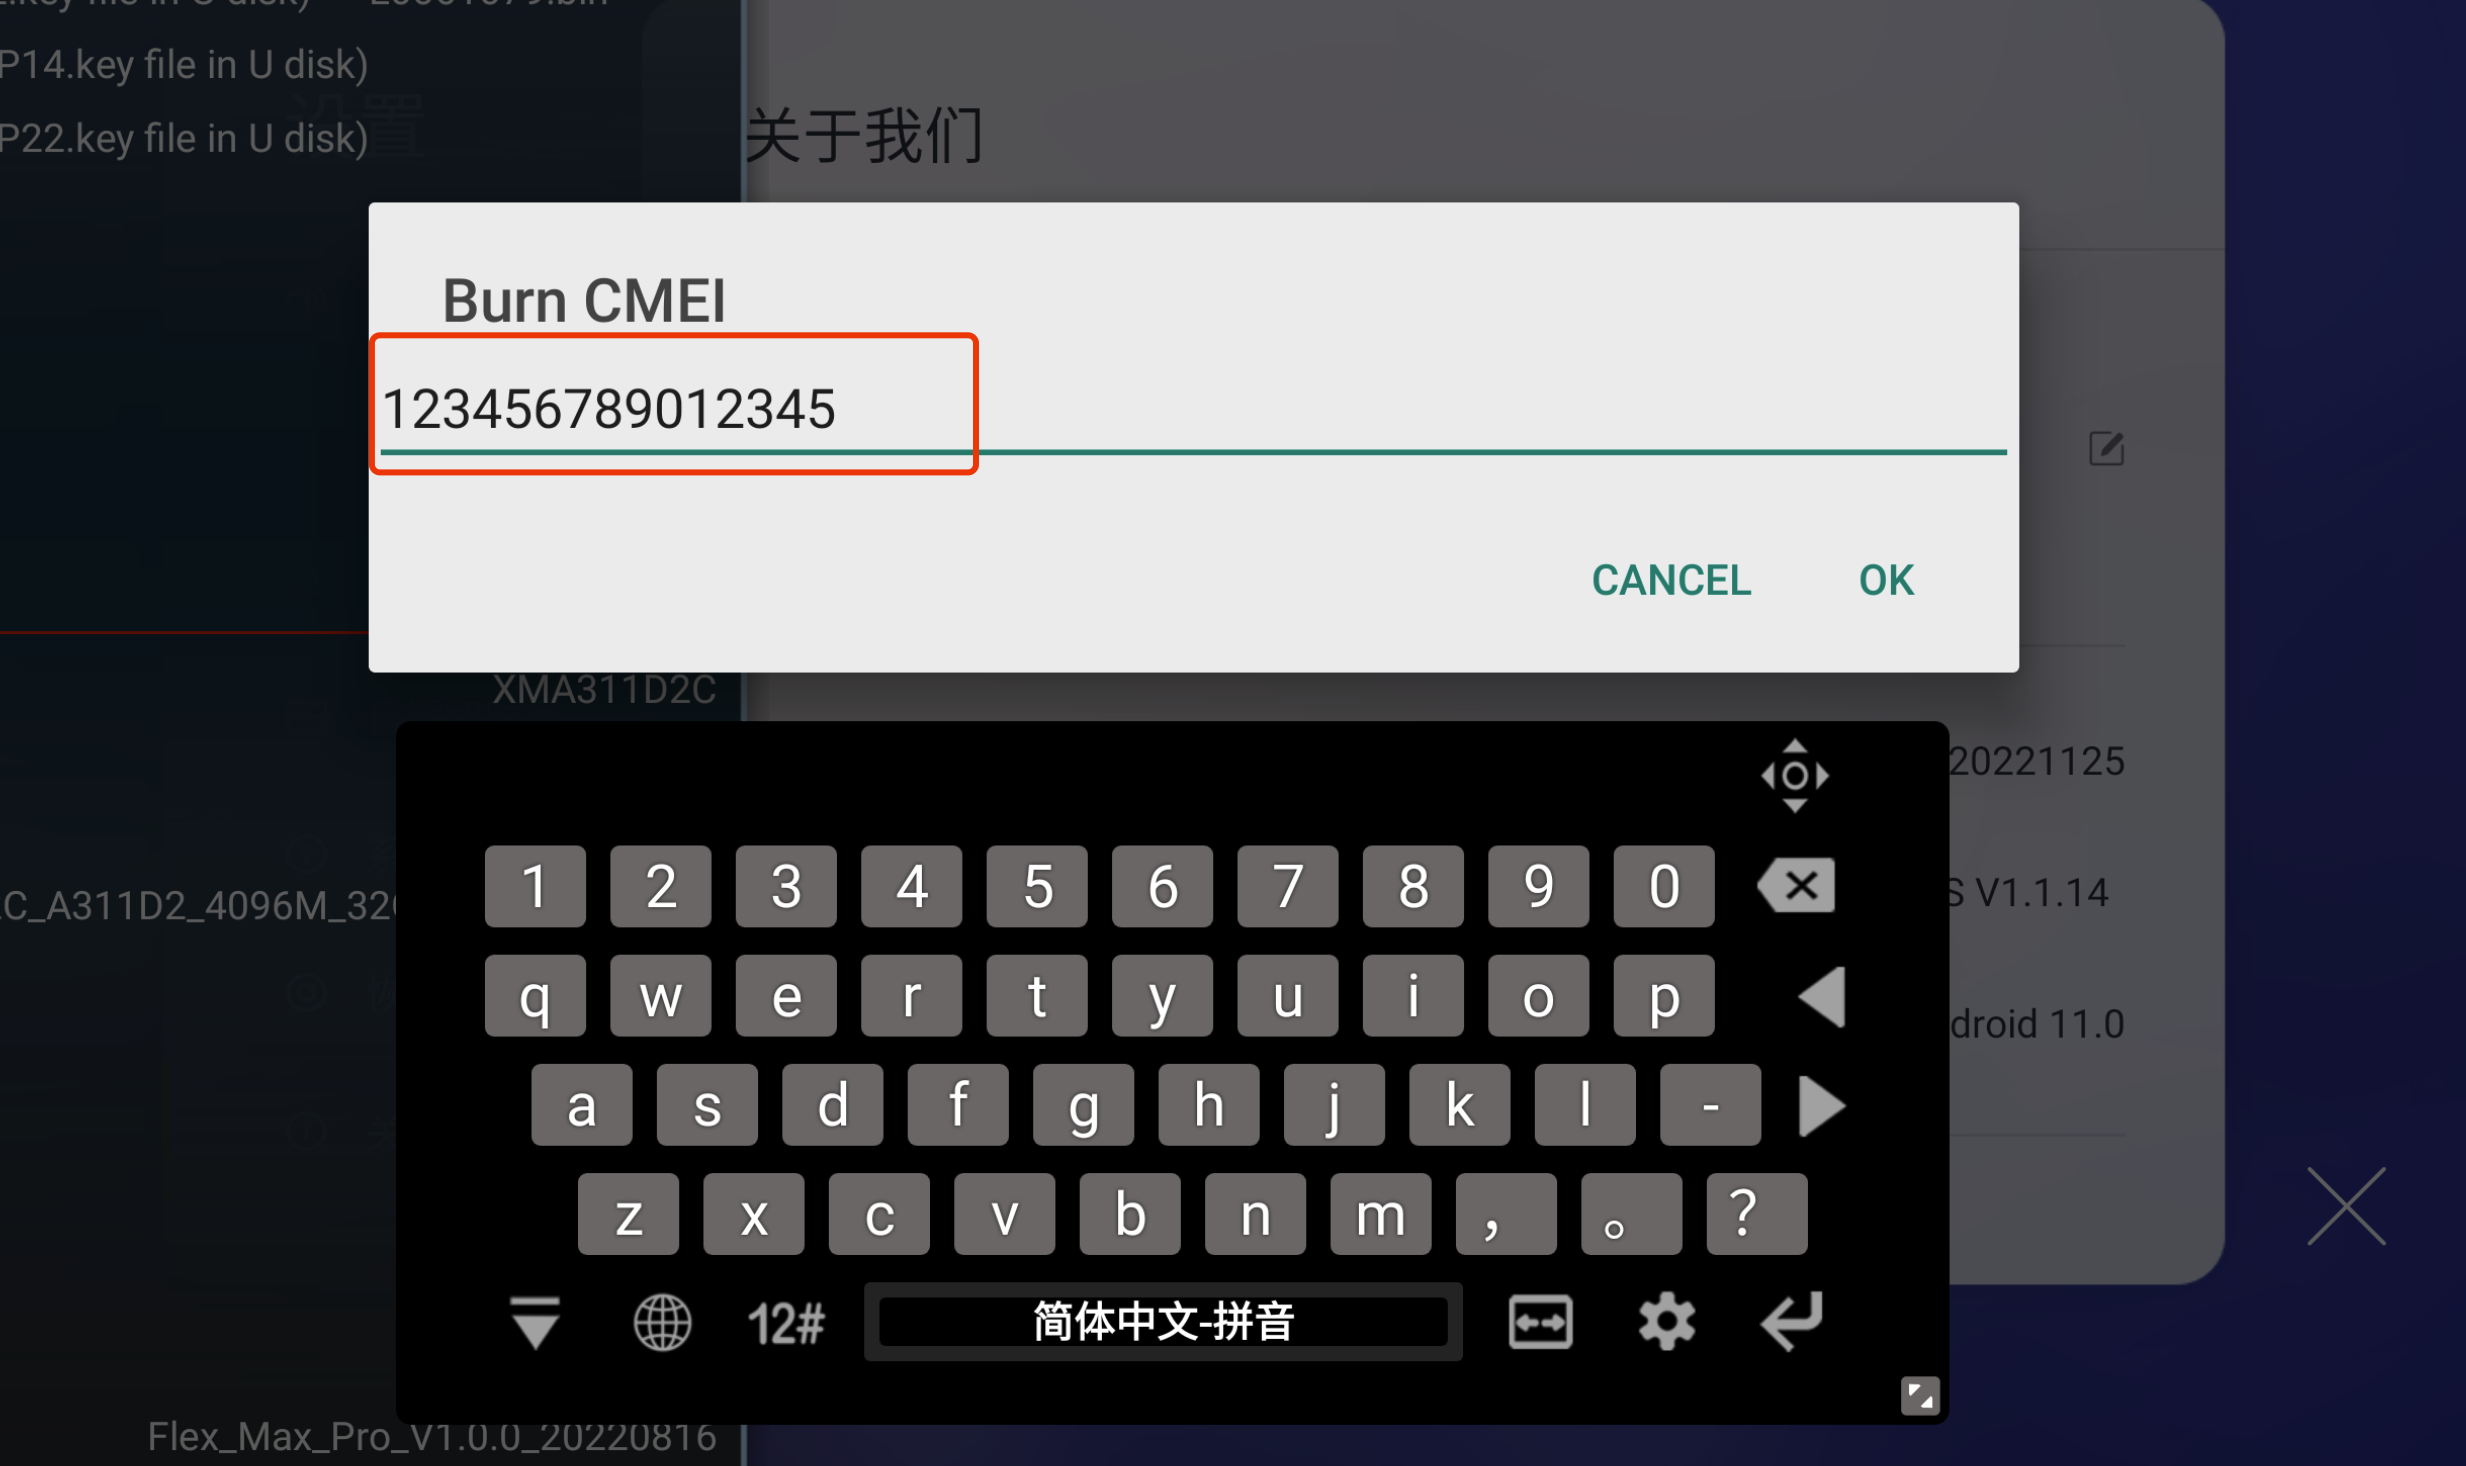 P14.key file in U disk)
设置
P22.key file in U disk)
关于我们
Burn CMEI
123456789012345
CANCEL OK
XMA311D2C
20221125
1 2 3 4 5 6 7 8 9 0
C_A311D2_4096M_32
S V1.1.14
q w e r t y u i o p
droid 11.0
a s d f g h j k l -
z x c v b n m ， 。 ？
12# 简体中文-拼音
Flex_Max_Pro_V1.0.0_20220816